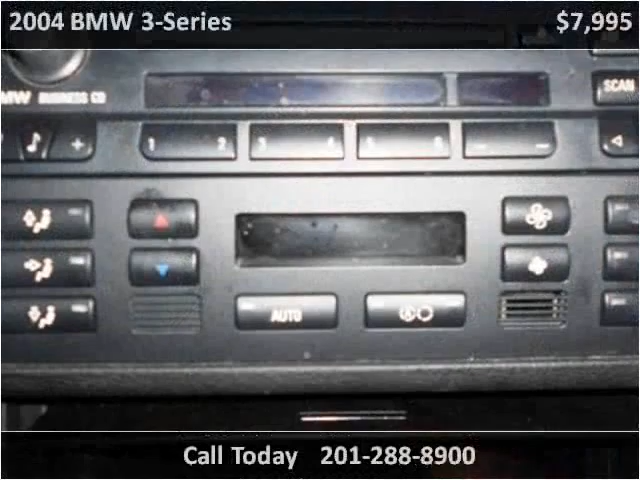 2004 BMW 3-Series $7,995
MW BUSINESS CD
SCAN
+
1 2 3 4 5 6
AUTO
Call Today 201-288-8900